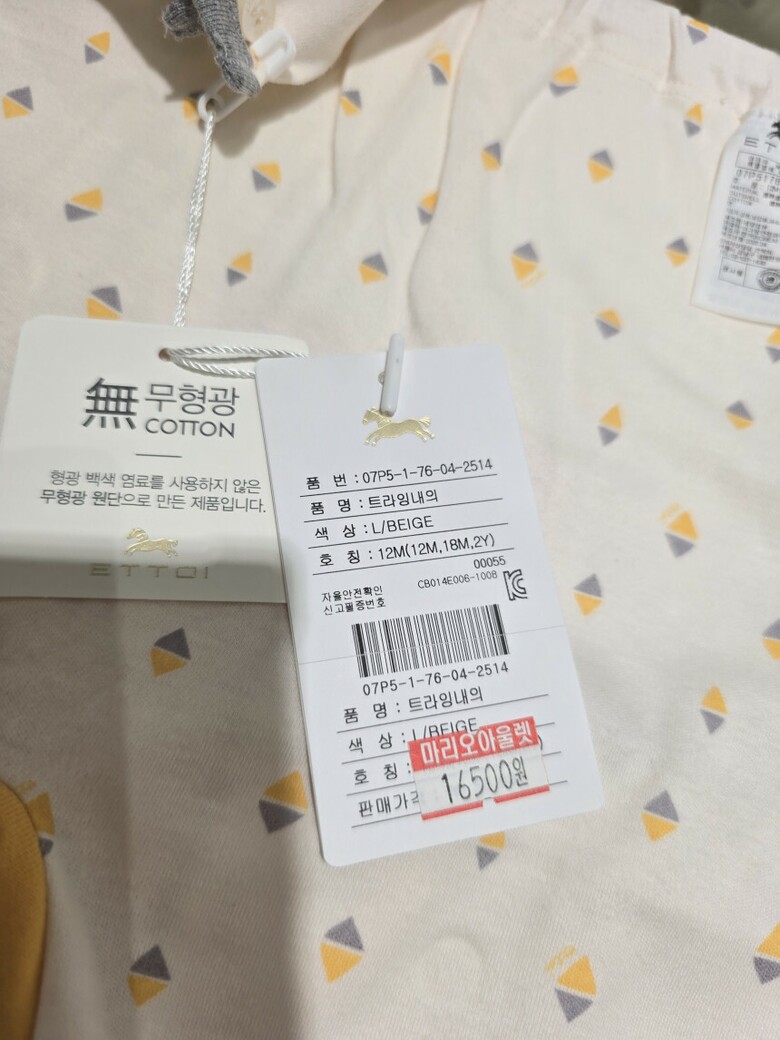 無 무형광
COTTON
형광 백색 염료를 사용하지 않은
무형광 원단으로 만든 제품입니다.
ETTOI
품 번 : 07P5-1-76-04-2514
품 명 : 트라잉내의
색 상 : L/BEIGE
호 칭 : 12M(12M,18M,2Y)
00055
자율안전확인
신고필증번호
CB014E006-1008
07P5-1-76-04-2514
품 명 : 트라잉내의
색 상 : L/BEIGE
호 칭 :
마리오아울렛
판매가격
16500원